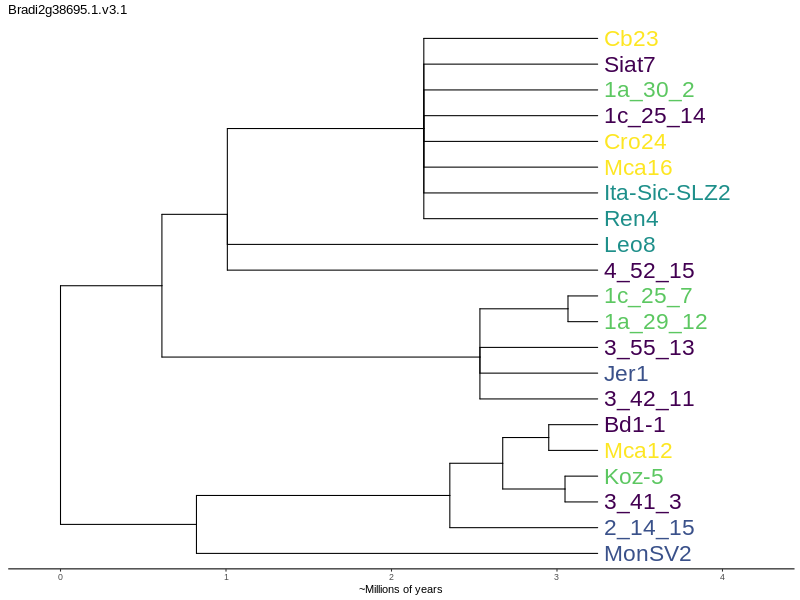 Bradi2g38695.1.v3.1
Cb23
Siat7
1a_30_2
1c_25_14
Cro24
Mca16
Ita-Sic-SLZ2
Ren4
Leo8
4_52_15
1c_25_7
1a_29_12
3_55_13
Jer1
3_42_11
Bd1-1
Mca12
Koz-5
3_41_3
2_14_15
MonSV2
0 1 2 3 4
~Millions of years